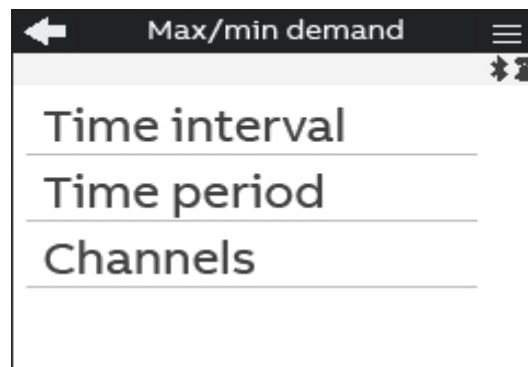 Max/min demand
Time interval
Time period
Channels